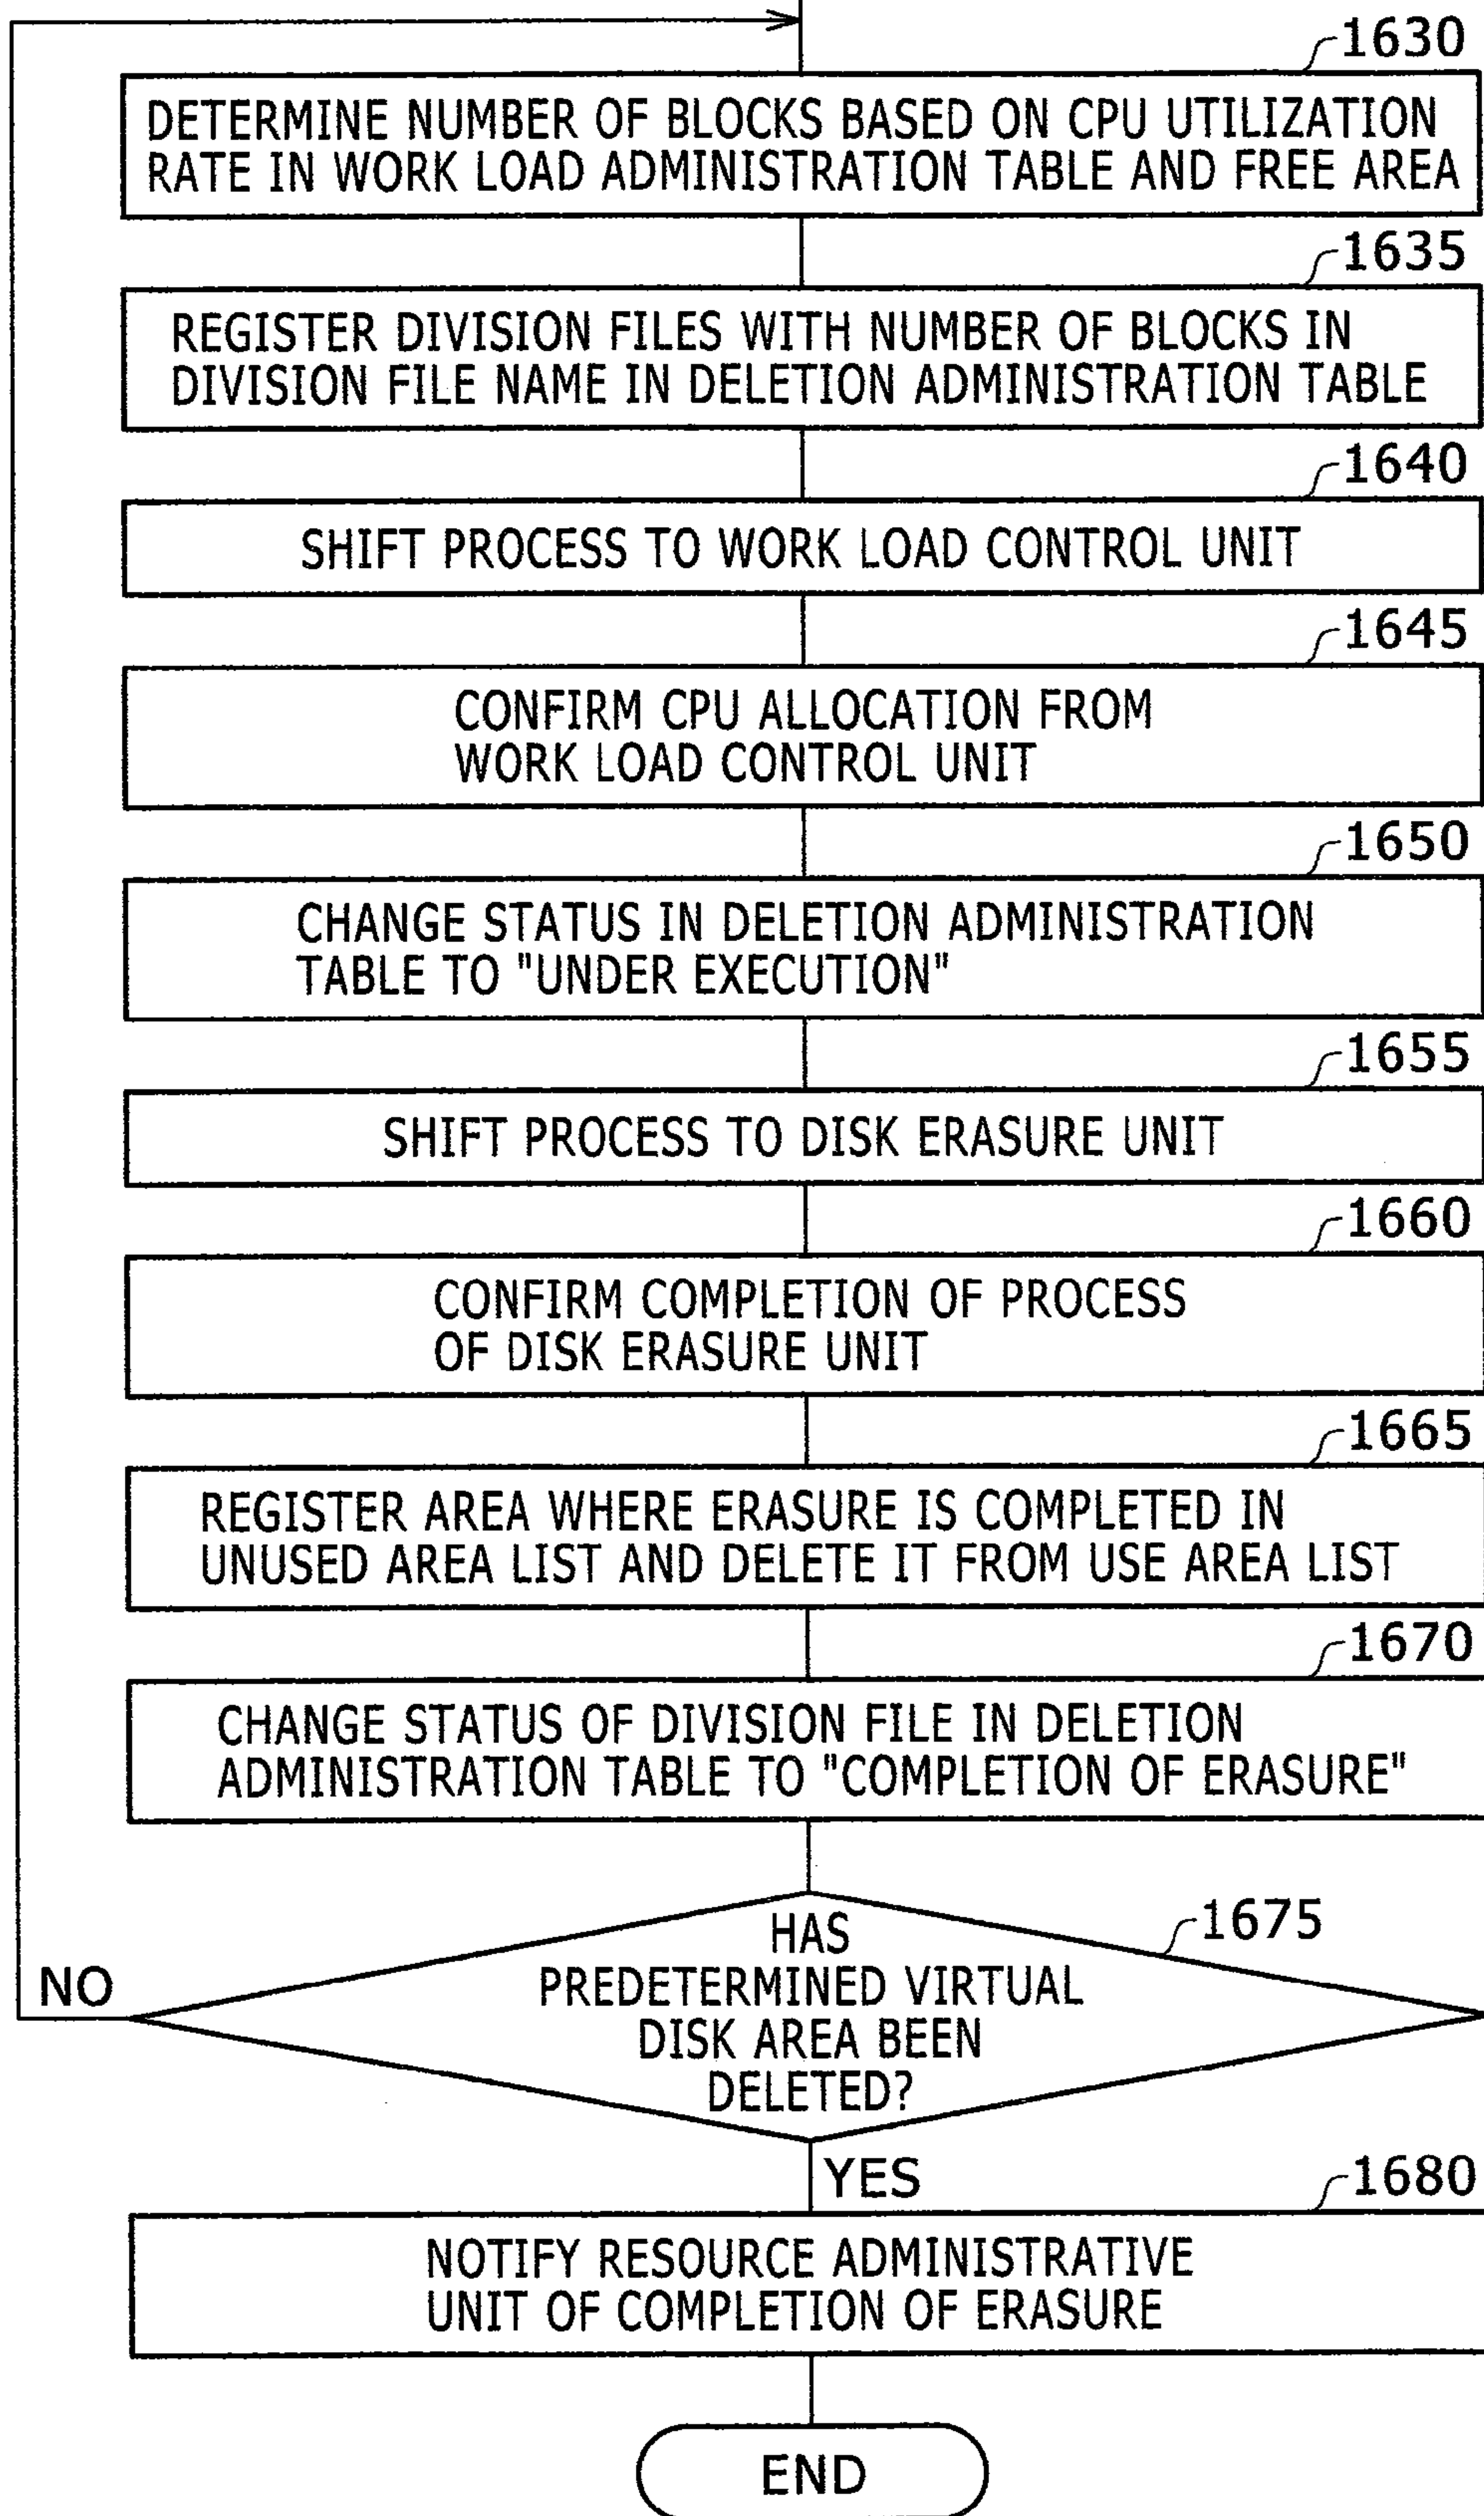 1630
DETERMINE NUMBER OF BLOCKS BASED ON CPU UTILIZATION
RATE IN WORK LOAD ADMINISTRATION TABLE AND FREE AREA
1635
REGISTER DIVISION FILES WITH NUMBER OF BLOCKS IN
DIVISION FILE NAME IN DELETION ADMINISTRATION TABLE
1640
SHIFT PROCESS TO WORK LOAD CONTROL UNIT
1645
CONFIRM CPU ALLOCATION FROM
WORK LOAD CONTROL UNIT
1650
CHANGE STATUS IN DELETION ADMINISTRATION
TABLE TO "UNDER EXECUTION"
1655
SHIFT PROCESS TO DISK ERASURE UNIT
1660
CONFIRM COMPLETION OF PROCESS
OF DISK ERASURE UNIT
1665
REGISTER AREA WHERE ERASURE IS COMPLETED IN
UNUSED AREA LIST AND DELETE IT FROM USE AREA LIST
1670
CHANGE STATUS OF DIVISION FILE IN DELETION
ADMINISTRATION TABLE TO "COMPLETION OF ERASURE"
1675
HAS
PREDETERMINED VIRTUAL
DISK AREA BEEN
DELETED?
NO
YES
1680
NOTIFY RESOURCE ADMINISTRATIVE
UNIT OF COMPLETION OF ERASURE
END